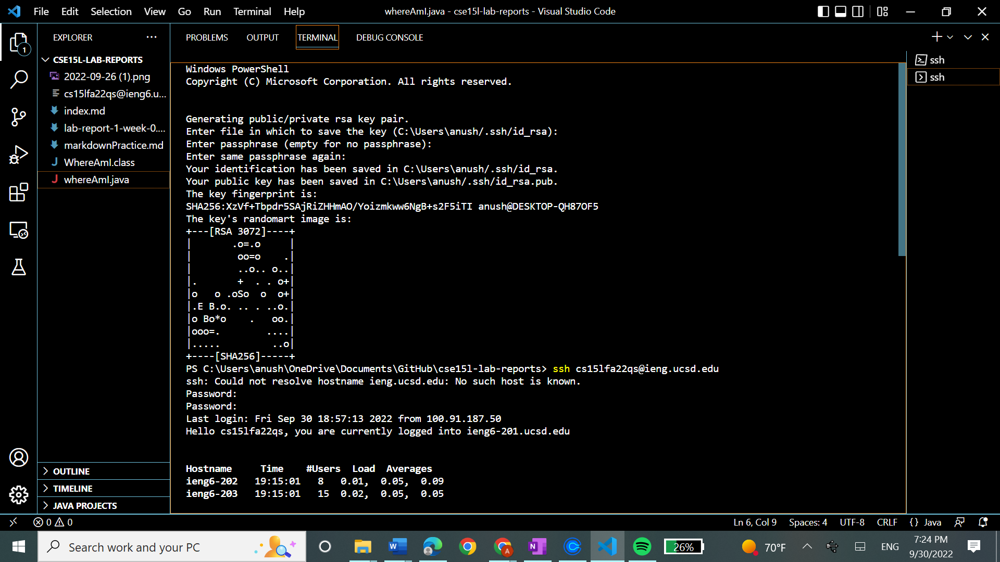 File Edit Selection View Go Run Terminal Help
whereAmI.java - cse15l-lab-reports - Visual Studio Code
1
EXPLORER ...
CSE15L-LAB-REPORTS
2022-09-26 (1).png
cs15lfa22qs@ieng6.u...
index.md
lab-report-1-week-0....
markdownPractice.md
J WhereAmI.class
J whereAmI.java
OUTLINE
TIMELINE
JAVA PROJECTS
PROBLEMS OUTPUT TERMINAL DEBUG CONSOLE
ssh
ssh
Windows PowerShell
Copyright (C) Microsoft Corporation. All rights reserved.
Generating public/private rsa key pair.
Enter file in which to save the key (C:\Users\anush/.ssh/id_rsa):
Enter passphrase (empty for no passphrase):
Enter same passphrase again:
Your identification has been saved in C:\Users\anush/.ssh/id_rsa.
Your public key has been saved in C:\Users\anush/.ssh/id_rsa.pub.
The key fingerprint is:
SHA256:XzVf+Tbpdr5SAjRiZHHmAO/Yoizmkww6NgB+s2F5iTI anush@DESKTOP-QH87OF5
The key's randomart image is:
+---[RSA 3072]----+
|       .o=.o     |
|        oo=o    .|
|        ..o.. o..|
|.       +  . . o+|
|o   o .oSo  o  o+|
|.E B.o. .. . ..o.|
|o Bo*o    .   oo.|
|ooo=.        ....|
|.....         ..o|
+----[SHA256]-----+
PS C:\Users\anush\OneDrive\Documents\GitHub\cse15l-lab-reports> ssh cs15lfa22qs@ieng.ucsd.edu
ssh: Could not resolve hostname ieng.ucsd.edu: No such host is known.
Password:
Password:
Last login: Fri Sep 30 18:57:13 2022 from 100.91.187.50
Hello cs15lfa22qs, you are currently logged into ieng6-201.ucsd.edu
Hostname     Time    #Users  Load  Averages
ieng6-202   19:15:01   8   0.01,  0.05,  0.09
ieng6-203   19:15:01   15  0.02,  0.05,  0.05
0 0
Ln 6, Col 9 Spaces: 4 UTF-8 CRLF {} Java
Search work and your PC
W
A
N
26%
70°F
ENG
7:24 PM
9/30/2022